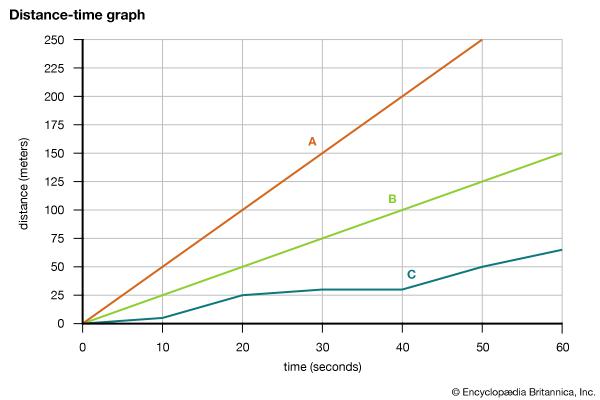 Distance-time graph
250
225
200
175
150
125
100
75
50
25
0
distance (meters)
A
B
C
0 10 20 30 40 50 60
time (seconds)
© Encyclopædia Britannica, Inc.